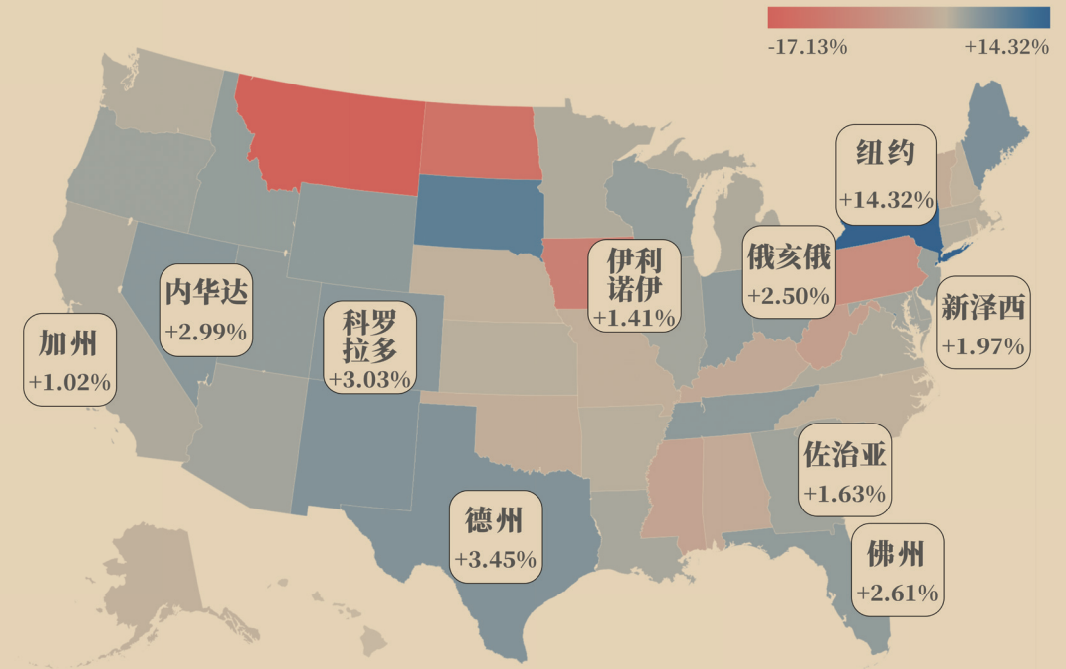 -17.13%
+14.32%
纽约
+14.32%
俄亥俄
+2.50%
伊利
诺伊
+1.41%
内华达
+2.99%
新泽西
+1.97%
科罗
拉多
+3.03%
加州
+1.02%
佐治亚
+1.63%
德州
+3.45%
佛州
+2.61%